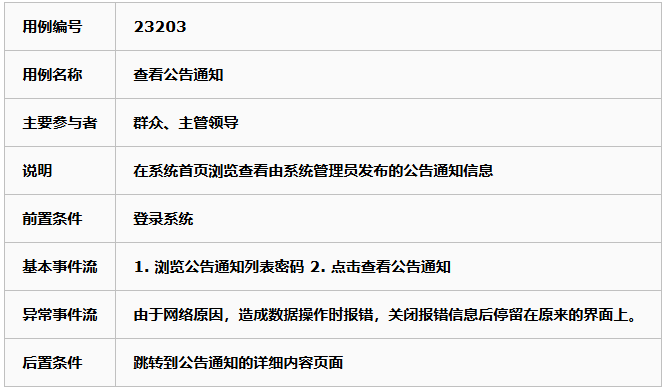 用例编号 23203
用例名称 查看公告通知
主要参与者 群众、主管领导
说明 在系统首页浏览查看由系统管理员发布的公告通知信息
前置条件 登录系统
基本事件流 1. 浏览公告通知列表密码 2. 点击查看公告通知
异常事件流 由于网络原因，造成数据操作时报错，关闭报错信息后停留在原来的界面上。
后置条件 跳转到公告通知的详细内容页面